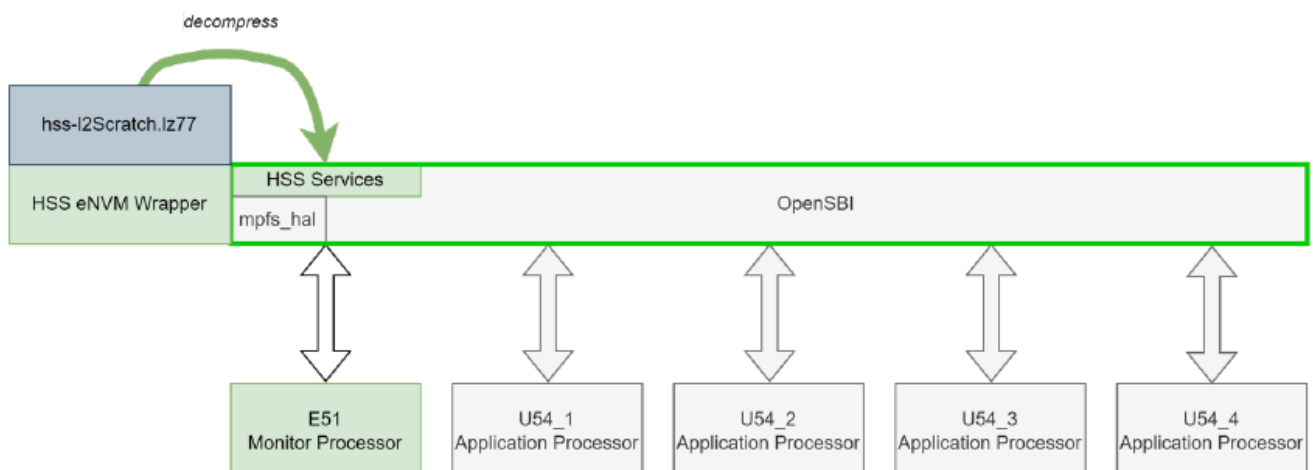 decompress
hss-l2Scratch.lz77
HSS eNVM Wrapper
HSS Services
mpfs_hal
OpenSBI
E51
Monitor Processor
U54_1
Application Processor
U54_2
Application Processor
U54_3
Application Processor
U54_4
Application Processor